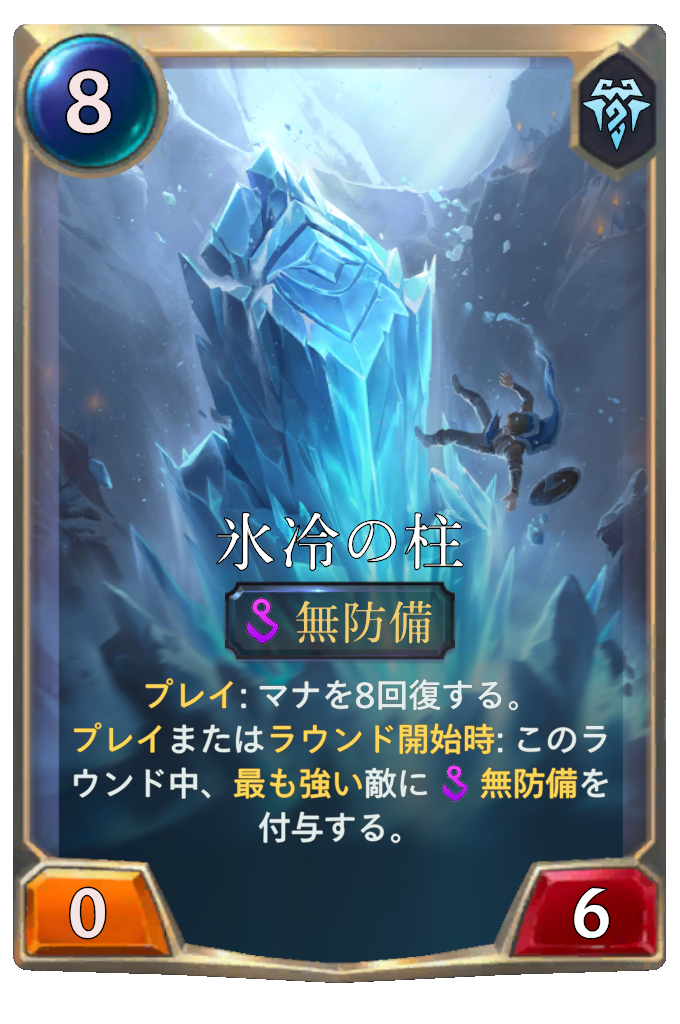 8
氷冷の柱
無防備
プレイ: マナを8回復する。
プレイまたはラウンド開始時: このラ
ウンド中、最も強い敵に 無防備を
付与する。
0
6